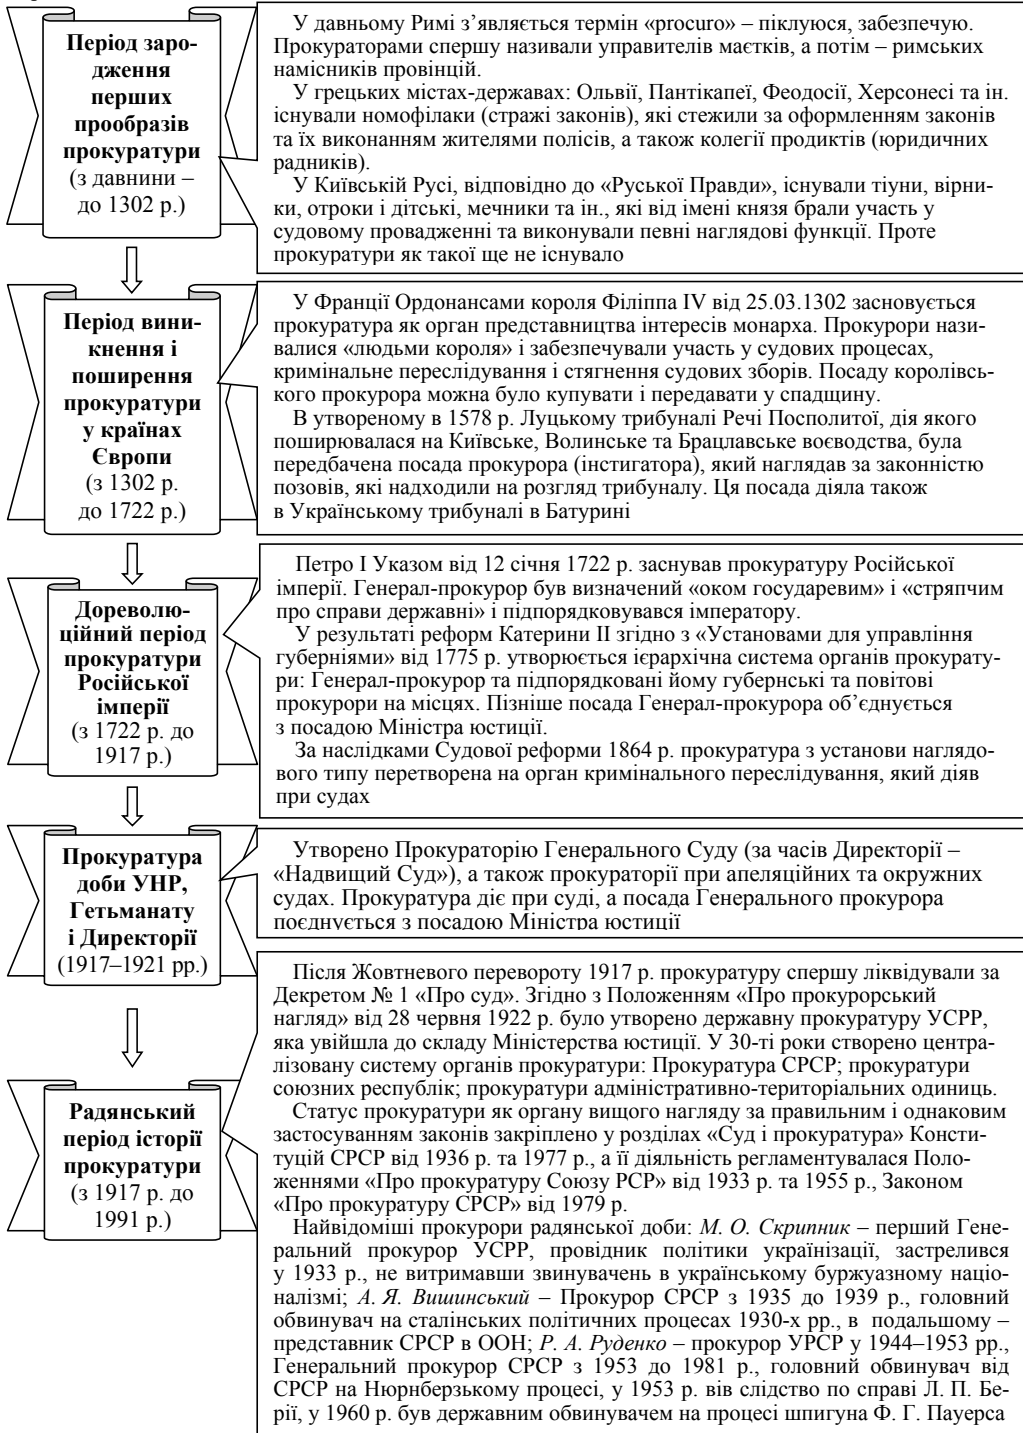 Період заро-
дження
перших
прообразів
прокуратури
(з давнини –
до 1302 р.)
У давньому Римі з’являється термін «procuro» – піклуюся, забезпечую.
Прокураторами спершу називали управителів маєтків, а потім – римських
намісників провінцій.
У грецьких містах-державах: Ольвії, Пантікапеї, Феодосії, Херсонесі та ін.
існували номофілаки (стражі законів), які стежили за оформленням законів
та їх виконанням жителями полісів, а також колегії продиктів (юридичних
радників).
У Київській Русі, відповідно до «Руської Правди», існували тіуни, вірни-
ки, отроки і дітські, мечники та ін., які від імені князя брали участь у
судовому провадженні та виконували певні наглядові функції. Проте
прокуратури як такої ще не існувало
Період вини-
кнення і
поширення
прокуратури
у країнах
Європи
(з 1302 р.
до 1722 р.)
У Франції Ордонансами короля Філіппа IV від 25.03.1302 засновується
прокуратура як орган представництва інтересів монарха. Прокурори нази-
валися «людьми короля» і забезпечували участь у судових процесах,
кримінальне переслідування і стягнення судових зборів. Посаду королівсь-
кого прокурора можна було купувати і передавати у спадщину.
В утвореному в 1578 р. Луцькому трибуналі Речі Посполитої, дія якого
поширювалася на Київське, Волинське та Брацлавське воєводства, була
передбачена посада прокурора (інстигатора), який наглядав за законністю
позовів, які надходили на розгляд трибуналу. Ця посада діяла також
в Українському трибуналі в Батурині
Дореволю-
ційний період
прокуратури
Російської
імперії
(з 1722 р. до
1917 р.)
Петро І Указом від 12 січня 1722 р. заснував прокуратуру Російської
імперії. Генерал-прокурор був визначений «оком государевим» і «стряпчим
про справи державні» і підпорядковувався імператору.
У результаті реформ Катерини ІІ згідно з «Установами для управління
губерніями» від 1775 р. утворюється ієрархічна система органів прокурату-
ри: Генерал-прокурор та підпорядковані йому губернські та повітові
прокурори на місцях. Пізніше посада Генерал-прокурора об’єднується
з посадою Міністра юстиції.
За наслідками Судової реформи 1864 р. прокуратура з установи наглядо-
вого типу перетворена на орган кримінального переслідування, який діяв
при судах
Прокуратура
доби УНР,
Гетьманату
і Директорії
(1917–1921 рр.)
Утворено Прокураторію Генерального Суду (за часів Директорії –
«Надвищий Суд»), а також прокураторії при апеляційних та окружних
судах. Прокуратура діє при суді, а посада Генерального прокурора
поєднується з посадою Міністра юстиції
Радянський
період історії
прокуратури
(з 1917 р. до
1991 р.)
Після Жовтневого перевороту 1917 р. прокуратуру спершу ліквідували за
Декретом № 1 «Про суд». Згідно з Положенням «Про прокурорський
нагляд» від 28 червня 1922 р. було утворено державну прокуратуру УСРР,
яка увійшла до складу Міністерства юстиції. У 30-ті роки створено центра-
лізовану систему органів прокуратури: Прокуратура СРСР; прокуратури
союзних республік; прокуратури адміністративно-територіальних одиниць.
Статус прокуратури як органу вищого нагляду за правильним і однаковим
застосуванням законів закріплено у розділах «Суд і прокуратура» Консти-
туцій СРСР від 1936 р. та 1977 р., а її діяльність регламентувалася Поло-
женнями «Про прокуратуру Союзу РСР» від 1933 р. та 1955 р., Законом
«Про прокуратуру СРСР» від 1979 р.
Найвідоміші прокурори радянської доби: М. О. Скрипник – перший Гене-
ральний прокурор УСРР, провідник політики українізації, застрелився
у 1933 р., не витримавши звинувачень в українському буржуазному націо-
налізмі; А. Я. Вишинський – Прокурор СРСР з 1935 до 1939 р., головний
обвинувач на сталінських політичних процесах 1930-х рр., в подальшому –
представник СРСР в ООН; Р. А. Руденко – прокурор УРСР у 1944–1953 рр.,
Генеральний прокурор СРСР з 1953 до 1981 р., головний обвинувач від
СРСР на Нюрнберзькому процесі, у 1953 р. вів слідство по справі Л. П. Бе-
рії, у 1960 р. був державним обвинувачем на процесі шпигуна Ф. Г. Пауерса